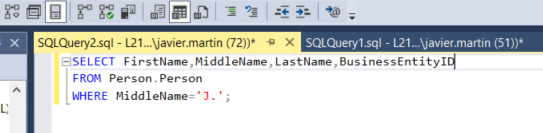 SQLQuery2.sql - L21...\javier.martin (72))* SQLQuery1.sql - L21...\javier.martin (51))*
SELECT FirstName,MiddleName,LastName,BusinessEntityID
FROM Person.Person
WHERE MiddleName='J.';